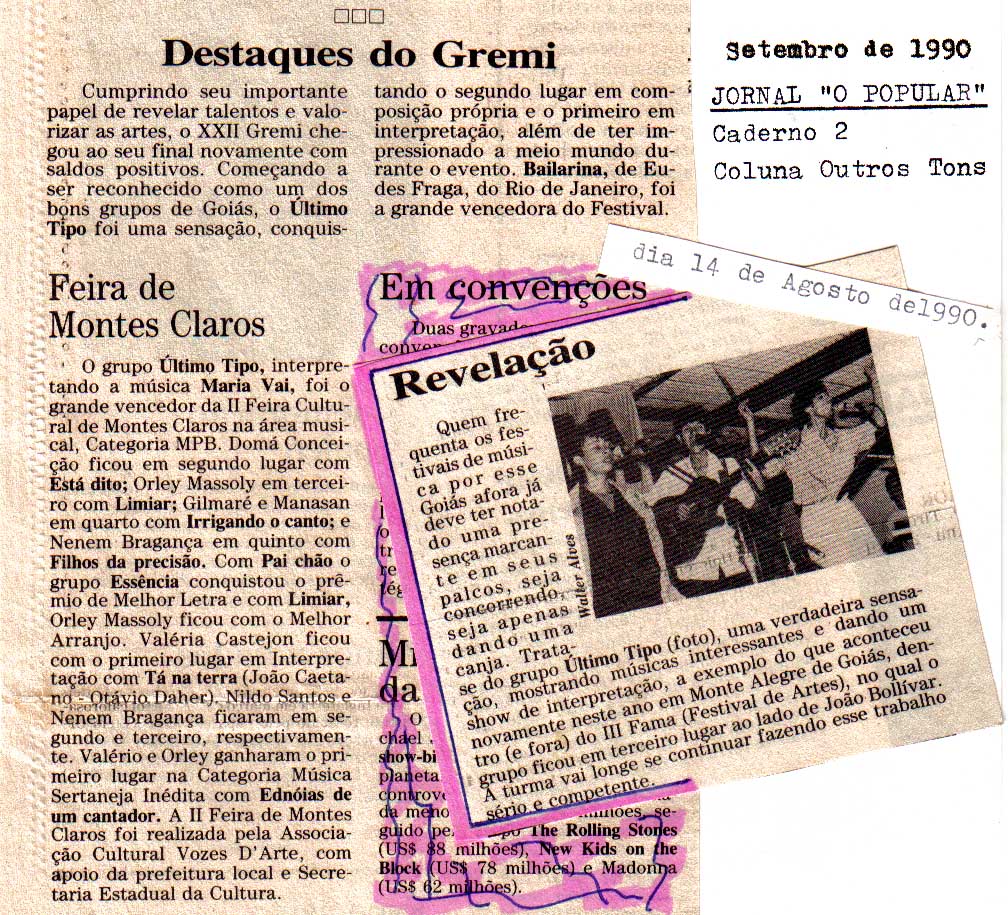 Destaques do Gremi
Cumprindo seu importante
papel de revelar talentos e valo-
rizar as artes, o XXII Gremi che-
gou ao seu final novamente com
saldos positivos. Começando a
ser reconhecido como um dos
bons grupos de Goiás, o Último
Tipo foi uma sensação, conquis-
tando o segundo lugar em com-
posição própria e o primeiro em
interpretação, além de ter im-
pressionado a meio mundo du-
rante o evento. Bailarina, de Eu-
des Fraga, do Rio de Janeiro, foi
a grande vencedora do Festival.
Setembro de 1990
JORNAL "O POPULAR"
Caderno 2
Coluna Outros Tons
dia 14 de Agosto de1990.
Feira de
Montes Claros
O grupo Último Tipo, interpre-
tando a música Maria Vai, foi o
grande vencedor da II Feira Cultu-
ral de Montes Claros na área musi-
cal, Categoria MPB. Domá Concei-
ção ficou em segundo lugar com
Está dito; Orley Massoly em tercei-
ro com Limiar; Gilmaré e Manasan
em quarto com Irrigando o canto; e
Nenem Bragança em quinto com
Filhos da precisão. Com Pai chão o
grupo Essência conquistou o prê-
mio de Melhor Letra e com Limiar,
Orley Massoly ficou com o Melhor
Arranjo. Valéria Castejon ficou
com o primeiro lugar em Interpre-
tação com Tá na terra (João Caeta-
no - Otávio Daher), Nildo Santos e
Nenem Bragança ficaram em se-
gundo e terceiro, respectivamen-
te. Valério e Orley ganharam o pri-
meiro lugar na Categoria Música
Sertaneja Inédita com Ednóias de
um cantador. A II Feira de Montes
Claros foi realizada pela Associa-
ção Cultural Vozes D'Arte, com
apoio da prefeitura local e Secre-
taria Estadual da Cultura.
Em convenções
Duas gravad
conven
Revelação
Quem fre-
quenta os fes-
tivais de músi-
ca por esse
Goiás afora já
deve ter nota-
do uma pre-
sença marcan-
te em seus
palcos, seja
concorrendo,
seja apenas
dando uma
canja. Trata-
se do grupo Último Tipo (foto), uma verdadeira sensa-
ção, mostrando músicas interessantes e dando um
show de interpretação, a exemplo do que aconteceu
novamente neste ano em Monte Alegre de Goiás, den-
tro (e fora) do III Fama (Festival de Artes), no qual o
grupo ficou em terceiro lugar ao lado de João Bollívar.
A turma vai longe se continuar fazendo esse trabalho
sério e competente.
Walter Alves
Mi
da
O
chael
show-bi
planeta
controv
da meno
guido pe
The Rolling Stones
(US$ 88 milhões), New Kids on the
Block (US$ 78 milhões) e Madonna
(US$ 62 milhões).